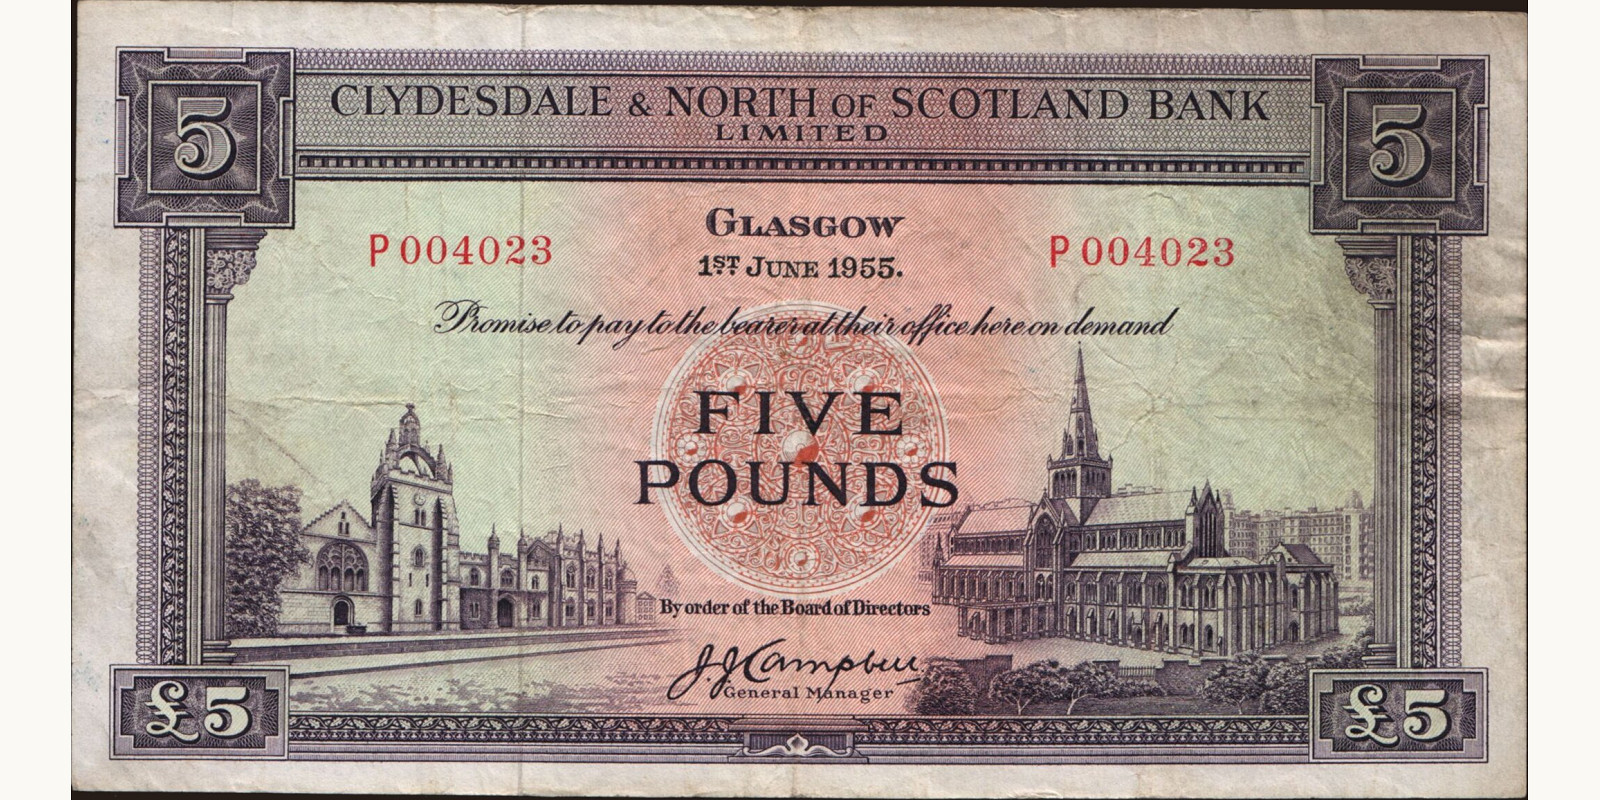 5 5
CLYDESDALE & NORTH OF SCOTLAND BANK
LIMITED
GLASGOW
P 004023 P 004023
1ST JUNE 1955.
Promise to pay to the bearer at their office here on demand
FIVE
POUNDS
By order of the Board of Directors
J.J. Campbell
General Manager
£5 £5